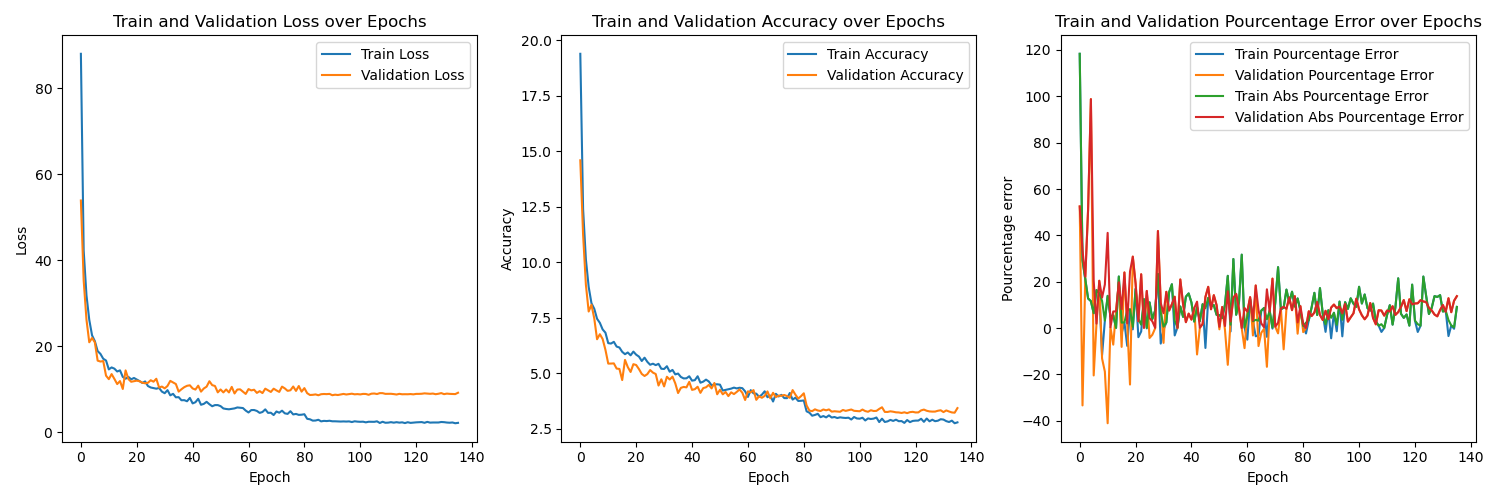 Train and Validation Loss over Epochs
Train Loss
Validation Loss
Loss
80
60
40
20
0
0 20 40 60 80 100 120 140
Epoch
Train and Validation Accuracy over Epochs
Train Accuracy
Validation Accuracy
Accuracy
20.0
17.5
15.0
12.5
10.0
7.5
5.0
2.5
0 20 40 60 80 100 120 140
Epoch
Train and Validation Pourcentage Error over Epochs
Train Pourcentage Error
Validation Pourcentage Error
Train Abs Pourcentage Error
Validation Abs Pourcentage Error
Pourcentage error
120
100
80
60
40
20
0
−20
−40
0 20 40 60 80 100 120 140
Epoch